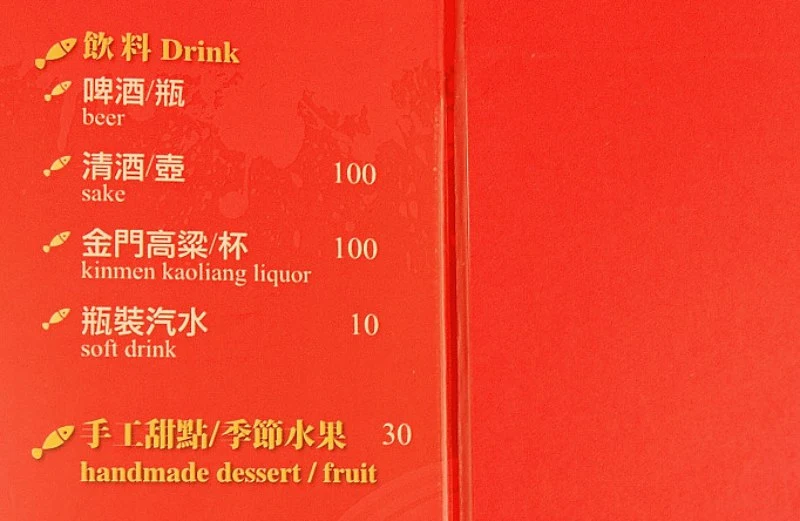 飲料 Drink
啤酒/瓶
beer
清酒/壺 100
sake
金門高粱/杯 100
kinmen kaoliang liquor
瓶裝汽水 10
soft drink
手工甜點/季節水果 30
handmade dessert / fruit